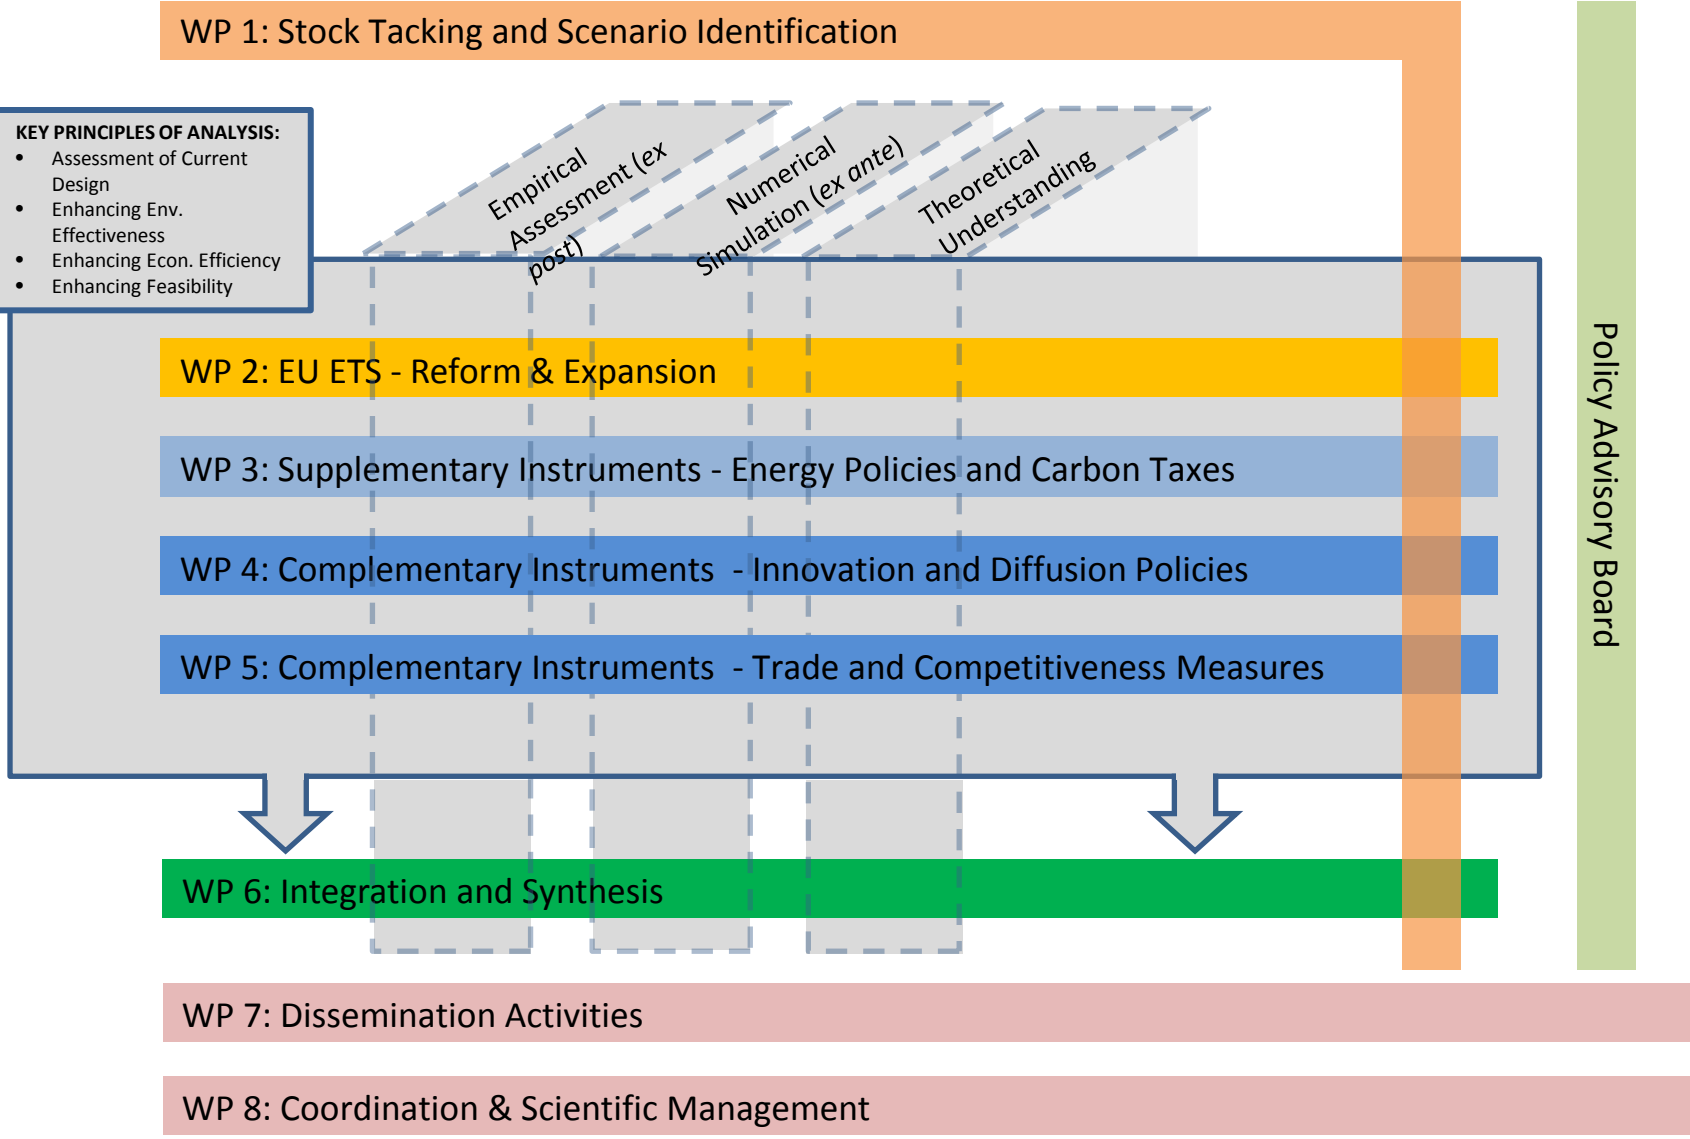 WP 1: Stock Tacking and Scenario Identification
KEY PRINCIPLES OF ANALYSIS:
• Assessment of Current
Design
• Enhancing Env.
Effectiveness
• Enhancing Econ. Efficiency
• Enhancing Feasibility
Empirical
Assessment (ex
post)
Numerical
Simulation (ex ante)
Theoretical
Understanding
WP 2: EU ETS - Reform & Expansion
WP 3: Supplementary Instruments - Energy Policies and Carbon Taxes
WP 4: Complementary Instruments - Innovation and Diffusion Policies
WP 5: Complementary Instruments - Trade and Competitiveness Measures
Policy Advisory Board
WP 6: Integration and Synthesis
WP 7: Dissemination Activities
WP 8: Coordination & Scientific Management